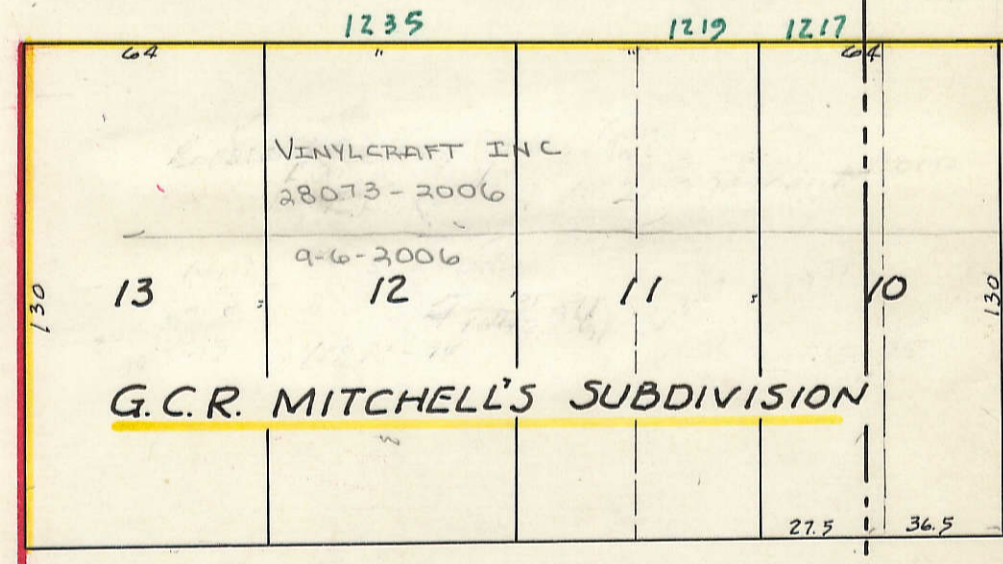 1235 1219 1217
64 " " 64
VINYLCRAFT INC
28073-2006
9-6-2006
130 13 " 12 " 11 " 10 130
G.C.R. MITCHELL'S SUBDIVISION
27.5 36.5